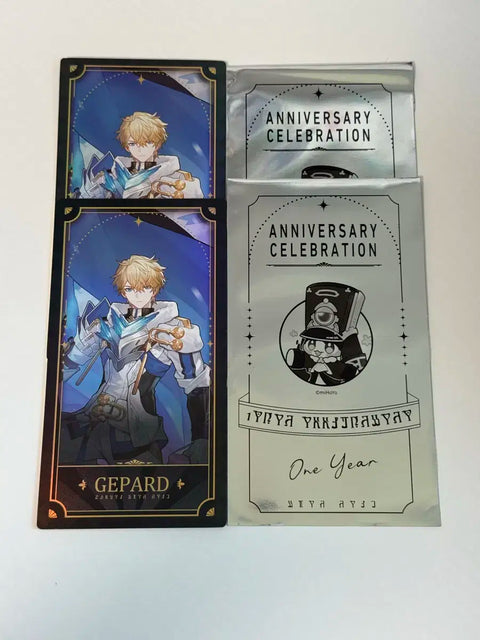 GEPARD
ANNIVERSARY
CELEBRATION
ANNIVERSARY
CELEBRATION
©miHoYo
One Year